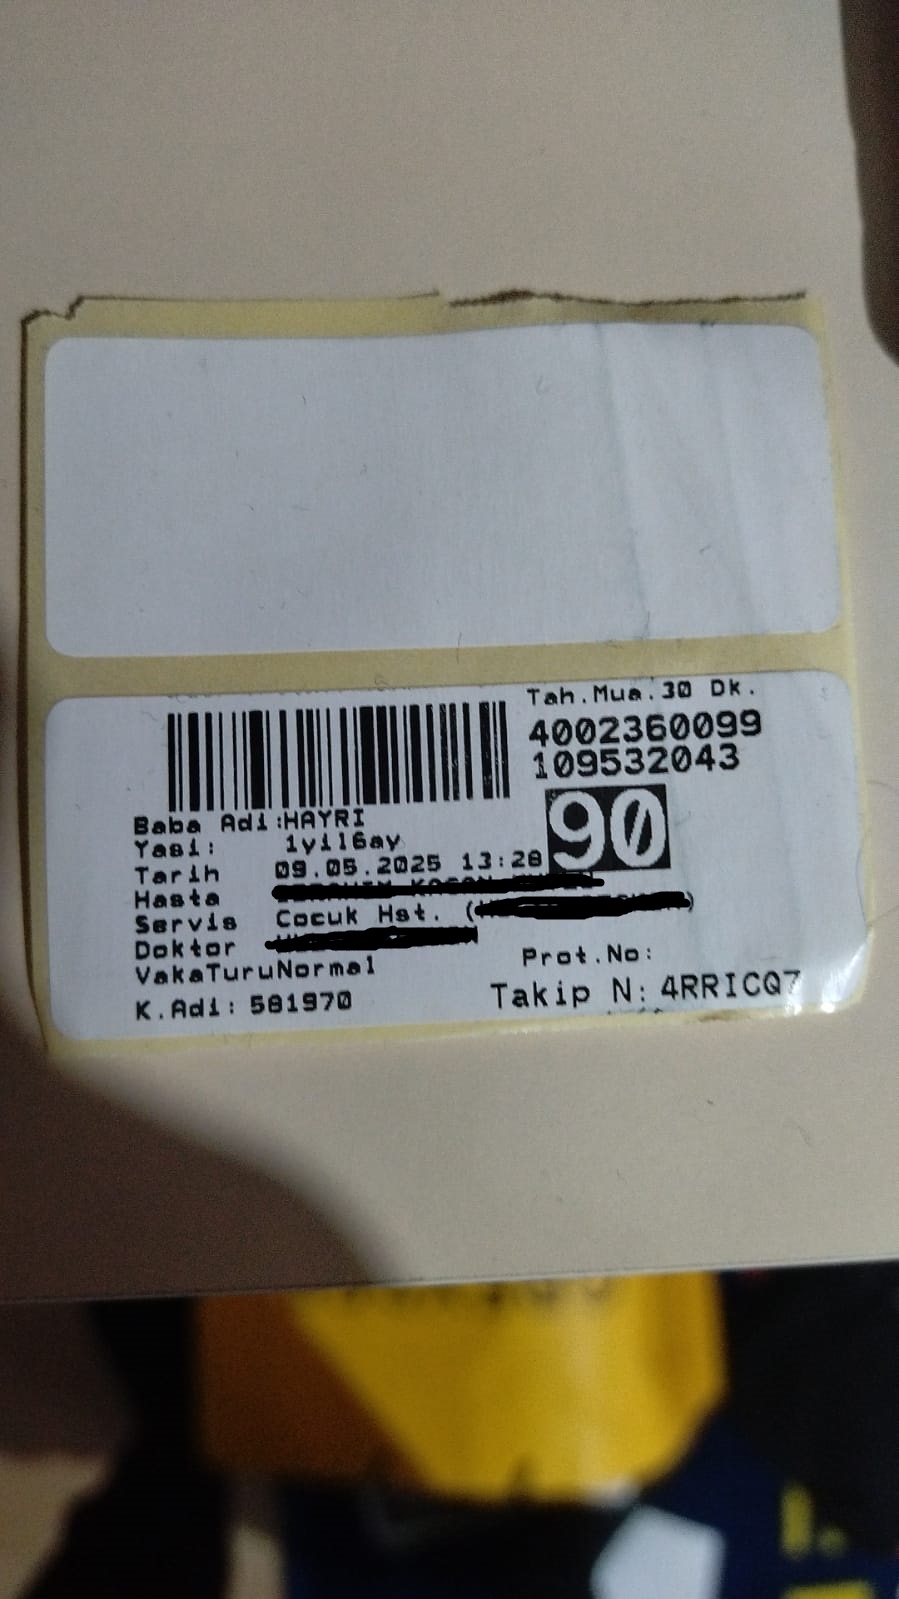 Tah.Mua.30 Dk.
4002360099
109532043
90
Baba Adi:HAYRI
Yasi: 1yil6ay
Tarih 09.05.2025 13:28
Hasta
Servis Cocuk Hst. ( )
Doktor
VakaTuruNormal
Prot.No:
K.Adi: 581970
Takip N: 4RRICQ7